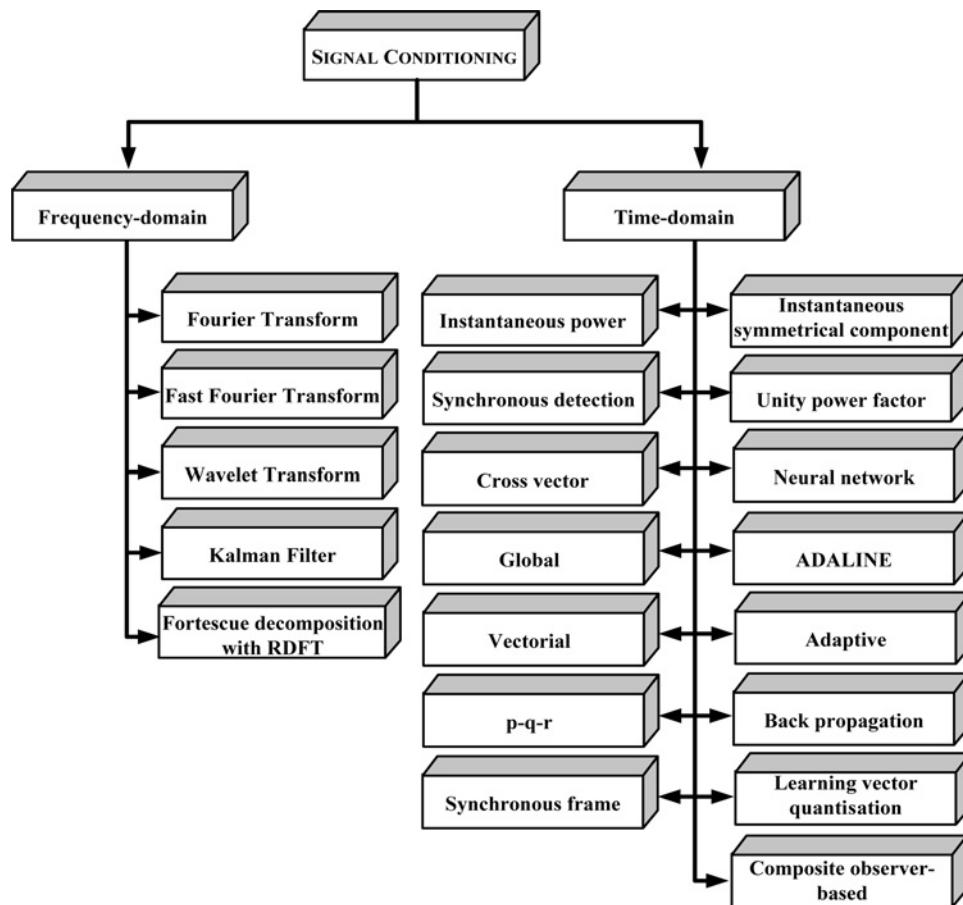 SIGNAL CONDITIONING
Frequency-domain
Time-domain
Fourier Transform
Fast Fourier Transform
Wavelet Transform
Kalman Filter
Fortescue decomposition
with RDFT
Instantaneous power
Synchronous detection
Cross vector
Global
Vectorial
p-q-r
Synchronous frame
Instantaneous
symmetrical component
Unity power factor
Neural network
ADALINE
Adaptive
Back propagation
Learning vector
quantisation
Composite observer-
based